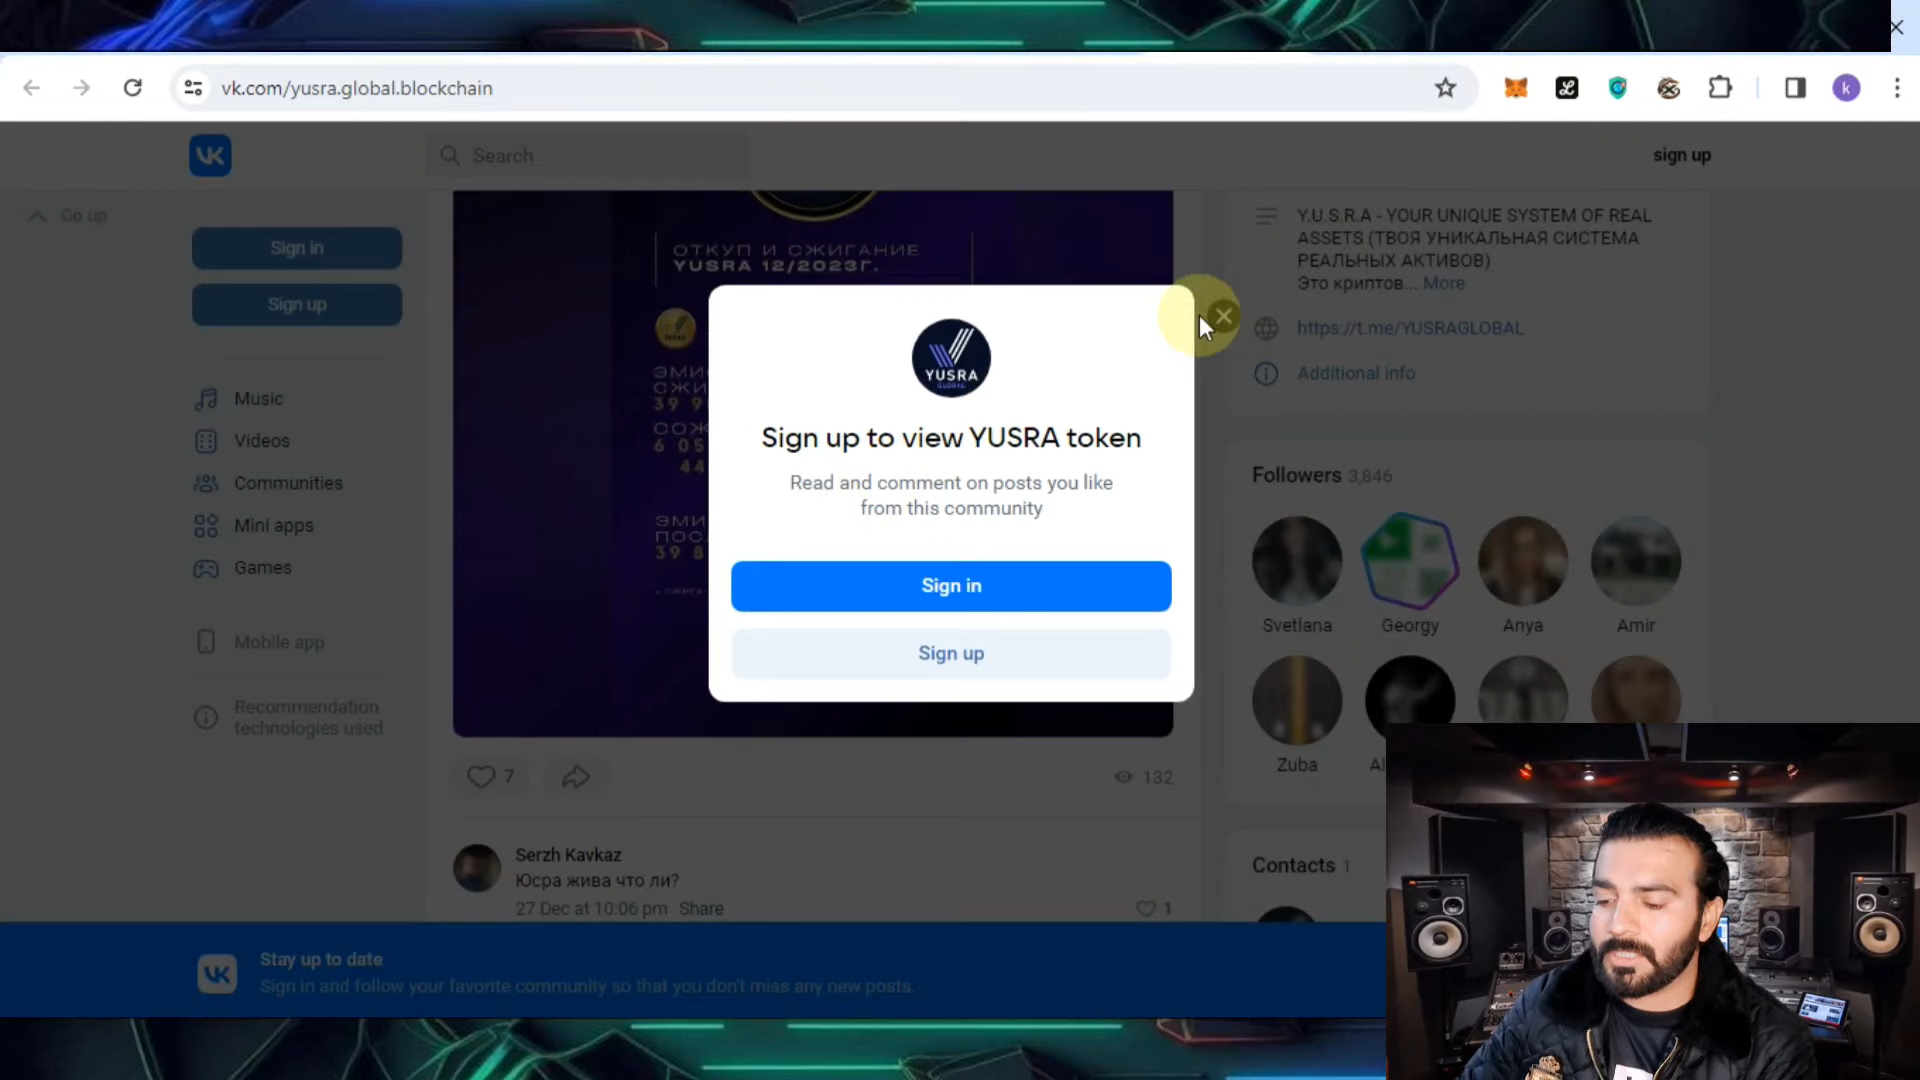 vk.com/yusra.global.blockchain
k
Search
sign up
Go up
Sign in
Sign up
Music
Videos
Communities
Mini apps
Games
Mobile app
Recommendation
technologies used
ОТКУП И СЖИГАНИЕ
YUSRA 12/2023Г.
YUSRA
GLOBAL
Sign up to view YUSRA token
Read and comment on posts you like
from this community
Sign in
Sign up
7
132
Serzh Kavkaz
Юсра жива что ли?
27 Dec at 10:06 pm Share
1
Y.U.S.R.A - YOUR UNIQUE SYSTEM OF REAL
ASSETS (ТВОЯ УНИКАЛЬНАЯ СИСТЕМА
РЕАЛЬНЫХ АКТИВОВ)
Это криптов... More
https://t.me/YUSRAGLOBAL
Additional info
Followers 3,846
Svetlana
Georgy
Anya
Amir
Zuba
Contacts 1
Stay up to date
Sign in and follow your favorite community so that you don't miss any new posts.